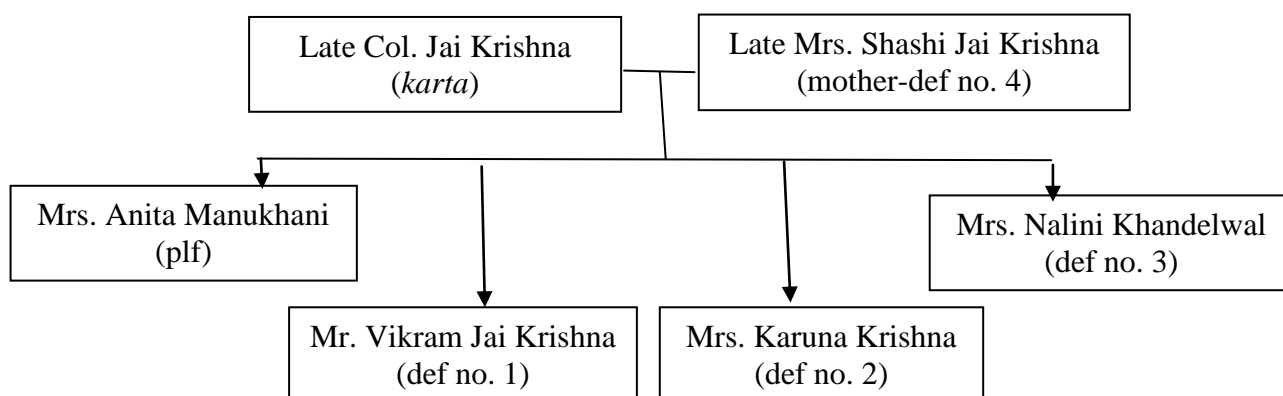 Late Col. Jai Krishna
(karta)
Late Mrs. Shashi Jai Krishna
(mother-def no. 4)
Mrs. Anita Manukhani
(plf)
Mrs. Nalini Khandelwal
(def no. 3)
Mr. Vikram Jai Krishna
(def no. 1)
Mrs. Karuna Krishna
(def no. 2)